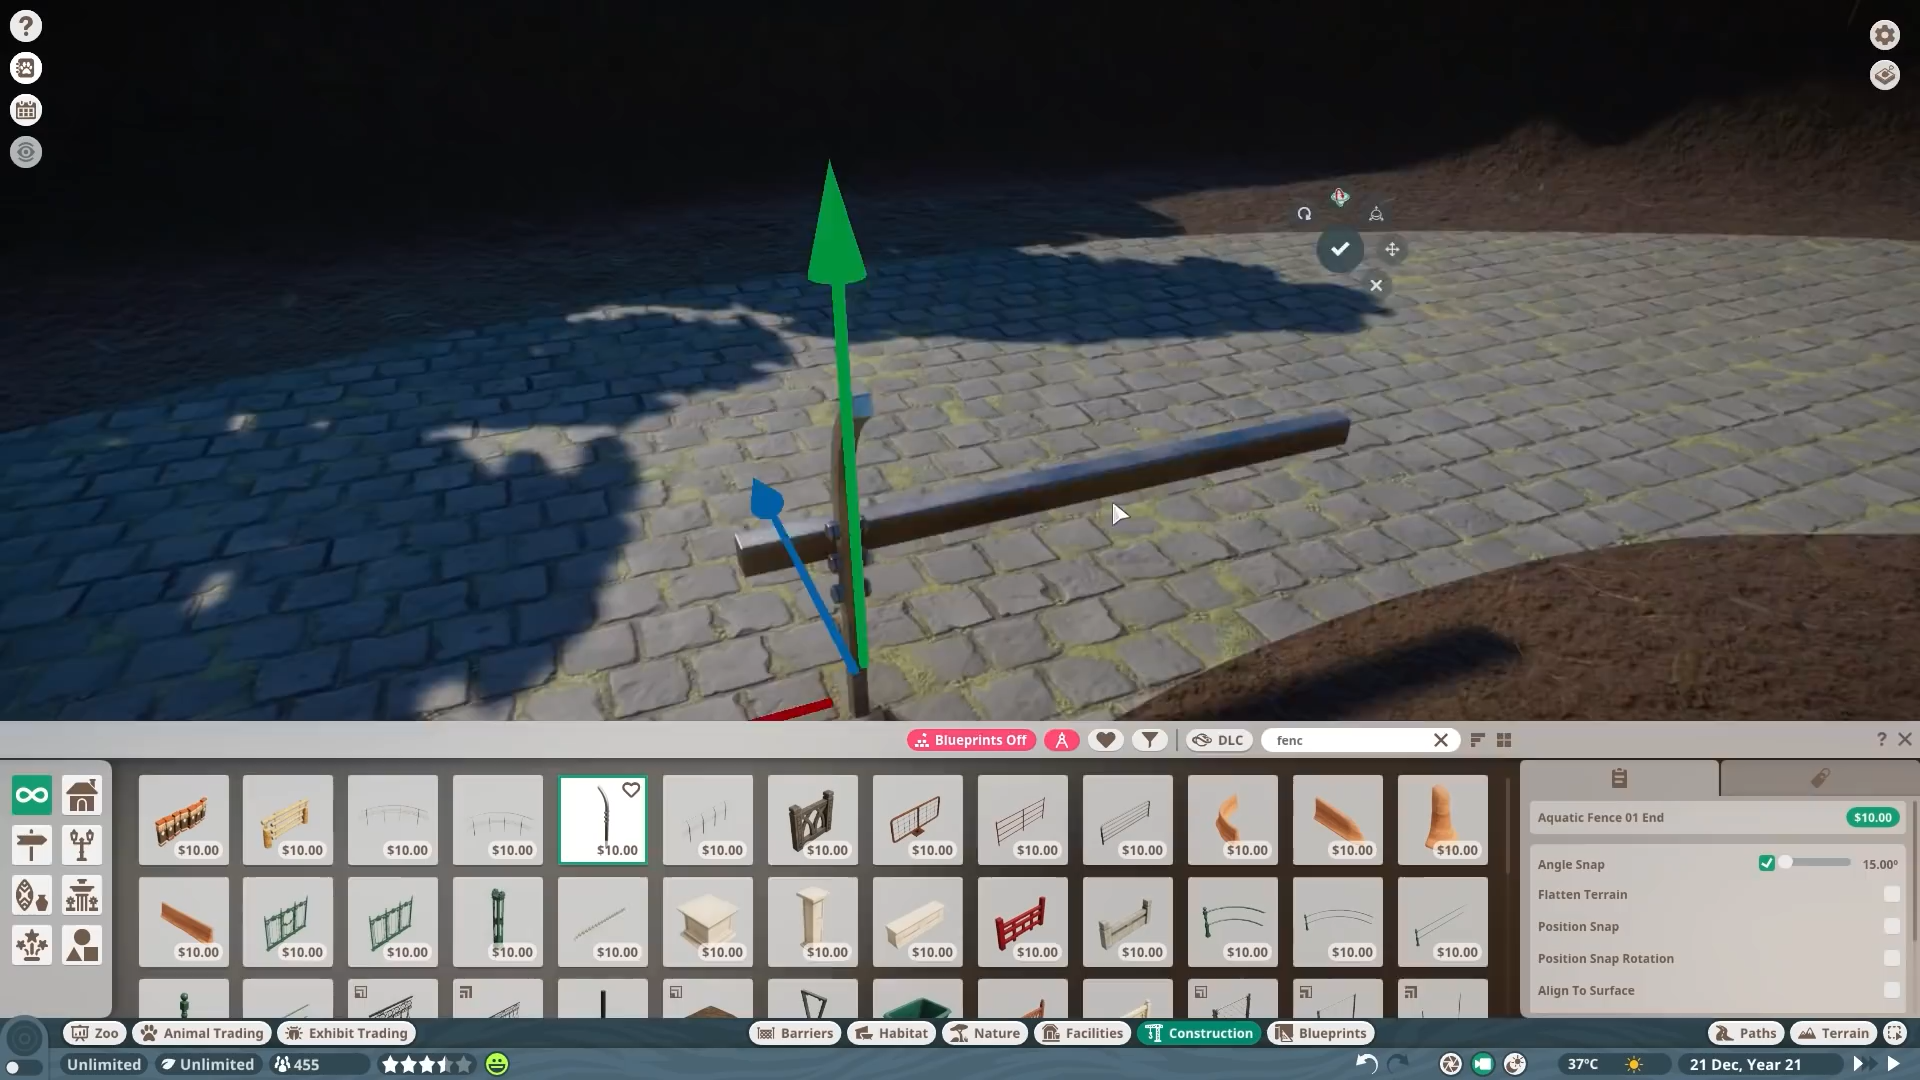 Blueprints Off
DLC
fenc
?
$10.00 $10.00 $10.00 $10.00 $10.00 $10.00 $10.00 $10.00 $10.00 $10.00 $10.00 $10.00 $10.00
$10.00 $10.00 $10.00 $10.00 $10.00 $10.00 $10.00 $10.00 $10.00 $10.00 $10.00 $10.00 $10.00
Aquatic Fence 01 End $10.00
Angle Snap 15.00º
Flatten Terrain
Position Snap
Position Snap Rotation
Align To Surface
Zoo Animal Trading Exhibit Trading Barriers Habitat Nature Facilities Construction Blueprints Paths Terrain
Unlimited Unlimited 455 37°C 21 Dec, Year 21